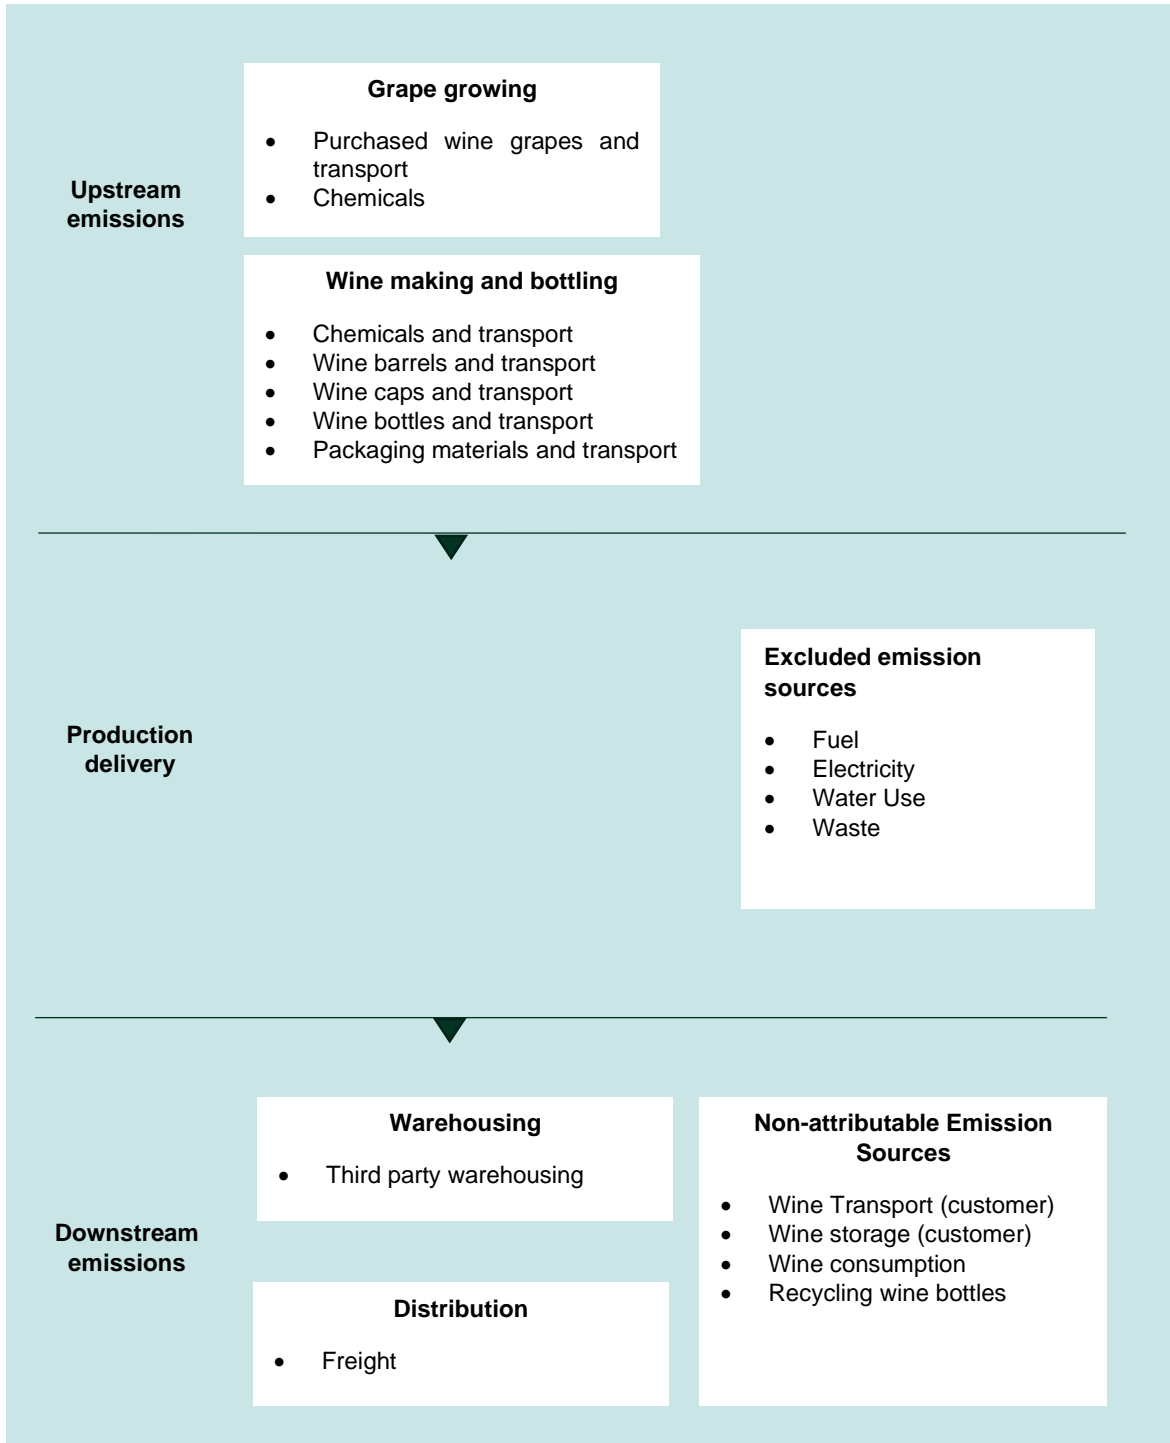 Upstream
emissions
Grape growing
• Purchased wine grapes and
transport
• Chemicals
Wine making and bottling
• Chemicals and transport
• Wine barrels and transport
• Wine caps and transport
• Wine bottles and transport
• Packaging materials and transport
Production
delivery
Excluded emission
sources
• Fuel
• Electricity
• Water Use
• Waste
Downstream
emissions
Warehousing
• Third party warehousing
Distribution
• Freight
Non-attributable Emission
Sources
• Wine Transport (customer)
• Wine storage (customer)
• Wine consumption
• Recycling wine bottles